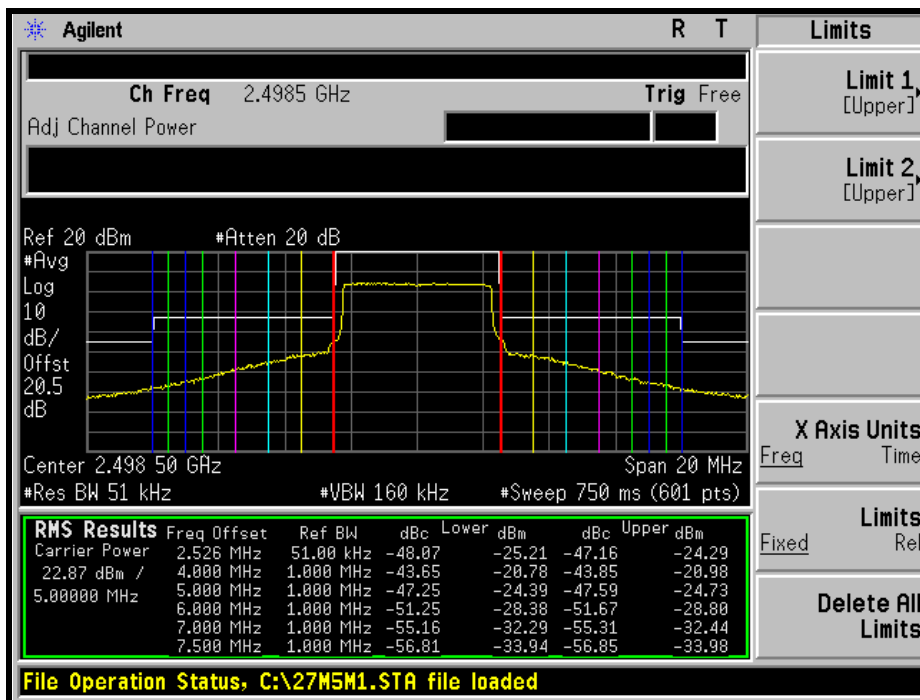 Agilent
R T
Ch Freq 2.4985 GHz
Trig Free
Adj Channel Power
Ref 20 dBm #Atten 20 dB
#Avg
Log
10
dB/
Offst
20.5
dB
Center 2.498 50 GHz Span 20 MHz
#Res BW 51 kHz #VBW 160 kHz #Sweep 750 ms (601 pts)
RMS Results Freq Offset Ref BW dBc Lower dBm dBc Upper dBm
Carrier Power 2.526 MHz 51.00 kHz -48.07 -25.21 -47.16 -24.29
22.87 dBm / 4.000 MHz 1.000 MHz -43.65 -20.78 -43.85 -20.98
5.00000 MHz 5.000 MHz 1.000 MHz -47.25 -24.39 -47.59 -24.73
6.000 MHz 1.000 MHz -51.25 -28.38 -51.67 -28.80
7.000 MHz 1.000 MHz -55.16 -32.29 -55.31 -32.44
7.500 MHz 1.000 MHz -56.81 -33.94 -56.85 -33.98
File Operation Status, C:\27M5M1.STA file loaded
Limits
Limit 1
[Upper]
Limit 2
[Upper]
X Axis Units
Freq Time
Limits
Fixed Rel
Delete All
Limits